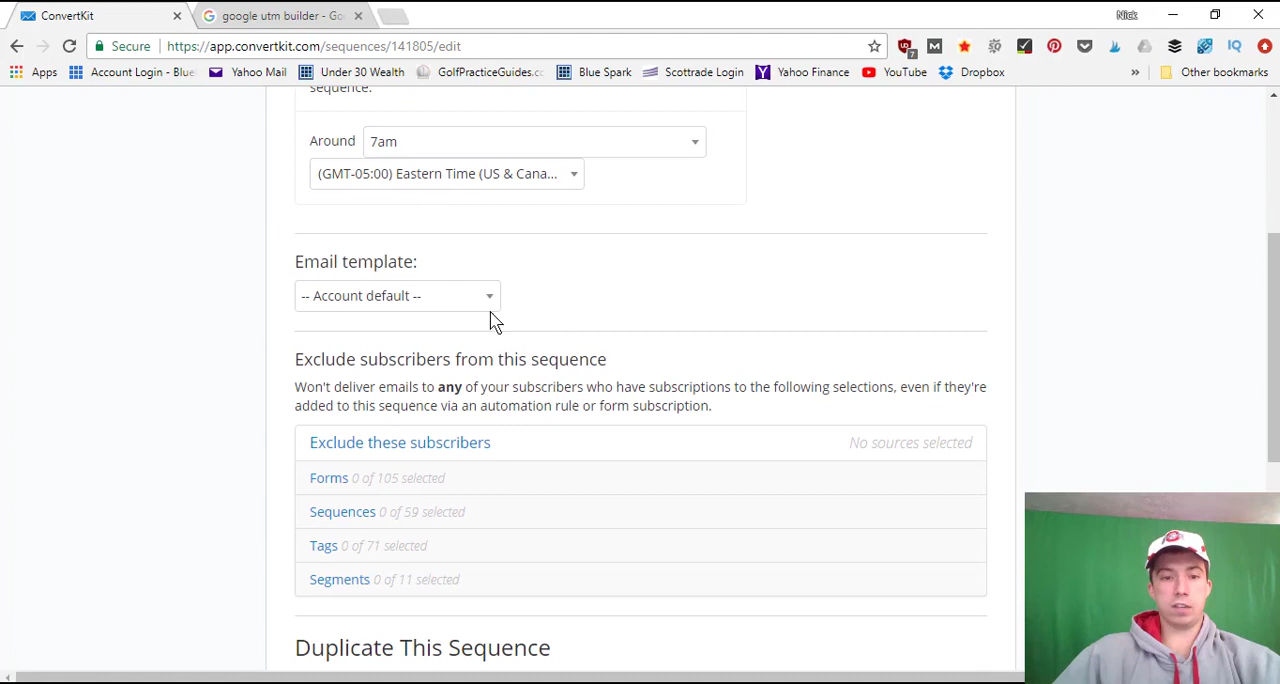 ConvertKit
google utm builder - Go
Nick
Secure
https://app.convertkit.com/sequences/141805/edit
7
IQ
Apps
Account Login - Blue
Yahoo Mail
Under 30 Wealth
GolfPracticeGuides.c
Blue Spark
Scottrade Login
Yahoo Finance
YouTube
Dropbox
»
Other bookmarks
sequence.
Around
7am
(GMT-05:00) Eastern Time (US & Cana...
Email template:
-- Account default --
Exclude subscribers from this sequence
Won't deliver emails to any of your subscribers who have subscriptions to the following selections, even if they're
added to this sequence via an automation rule or form subscription.
Exclude these subscribers
No sources selected
Forms 0 of 105 selected
Sequences 0 of 59 selected
Tags 0 of 71 selected
Segments 0 of 11 selected
Duplicate This Sequence